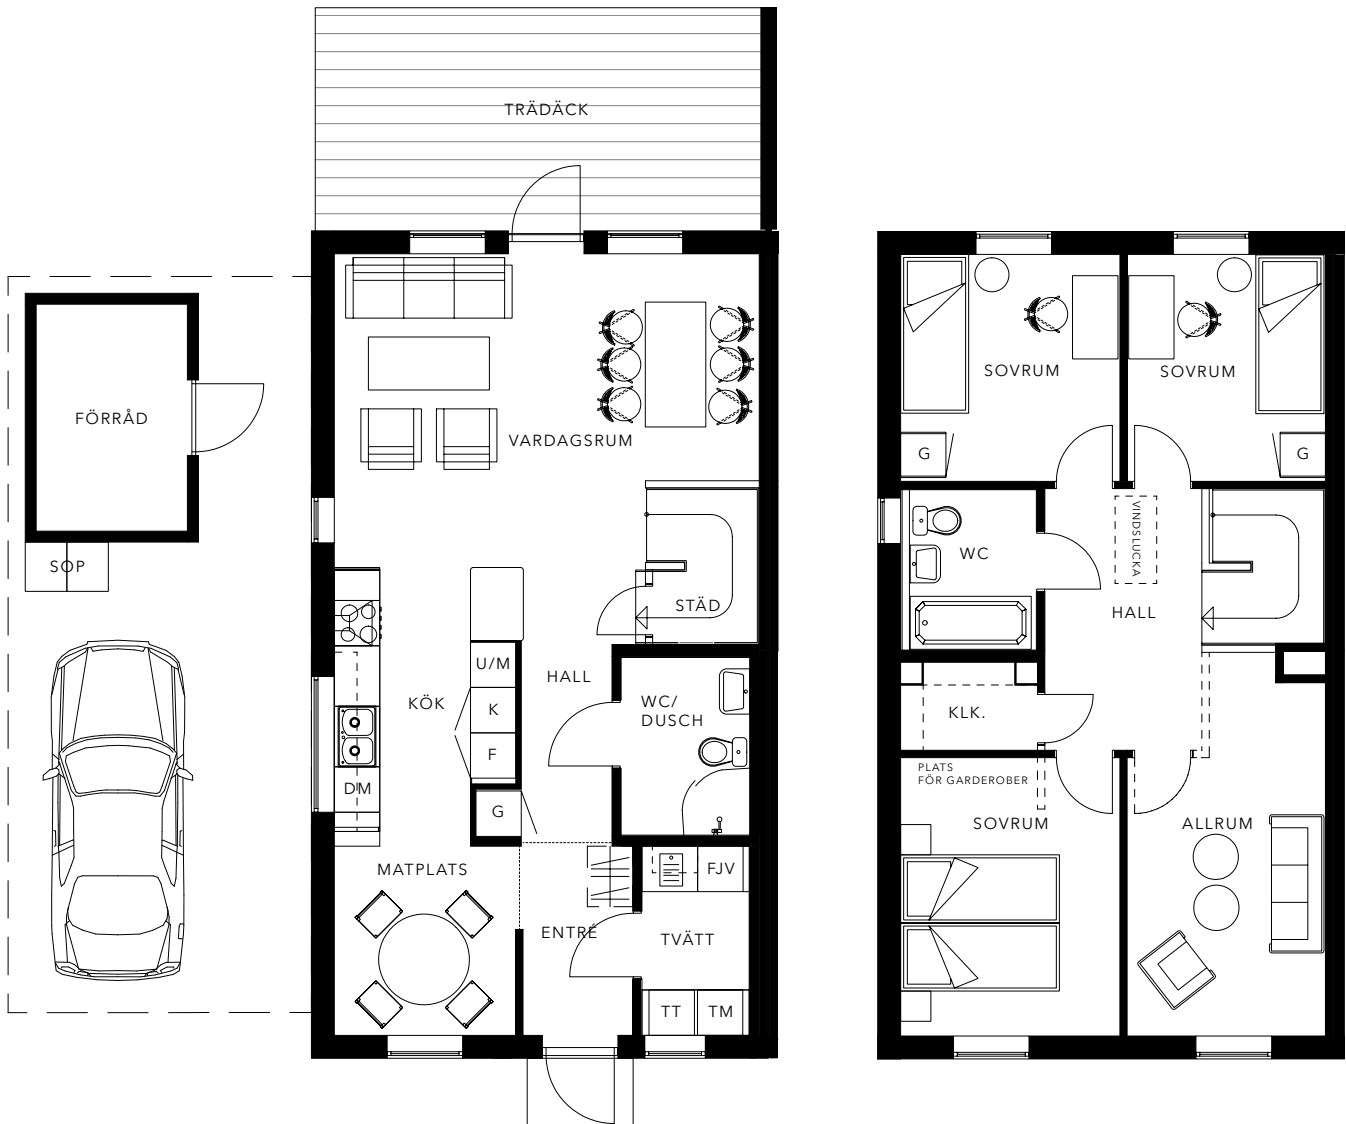 TRÄDÄCK
FÖRRÅD
SOP
VARDAGSRUM
STÄD
HALL
U/M
K
F
KÖK
DM
G
WC/
DUSCH
MATPLATS
ENTRÉ
FJV
TVÄTT
TT
TM
SOVRUM
SOVRUM
G
G
WC
VINDSLUCKA
HALL
KLK.
PLATS
FÖR GARDEROBER
SOVRUM
ALLRUM